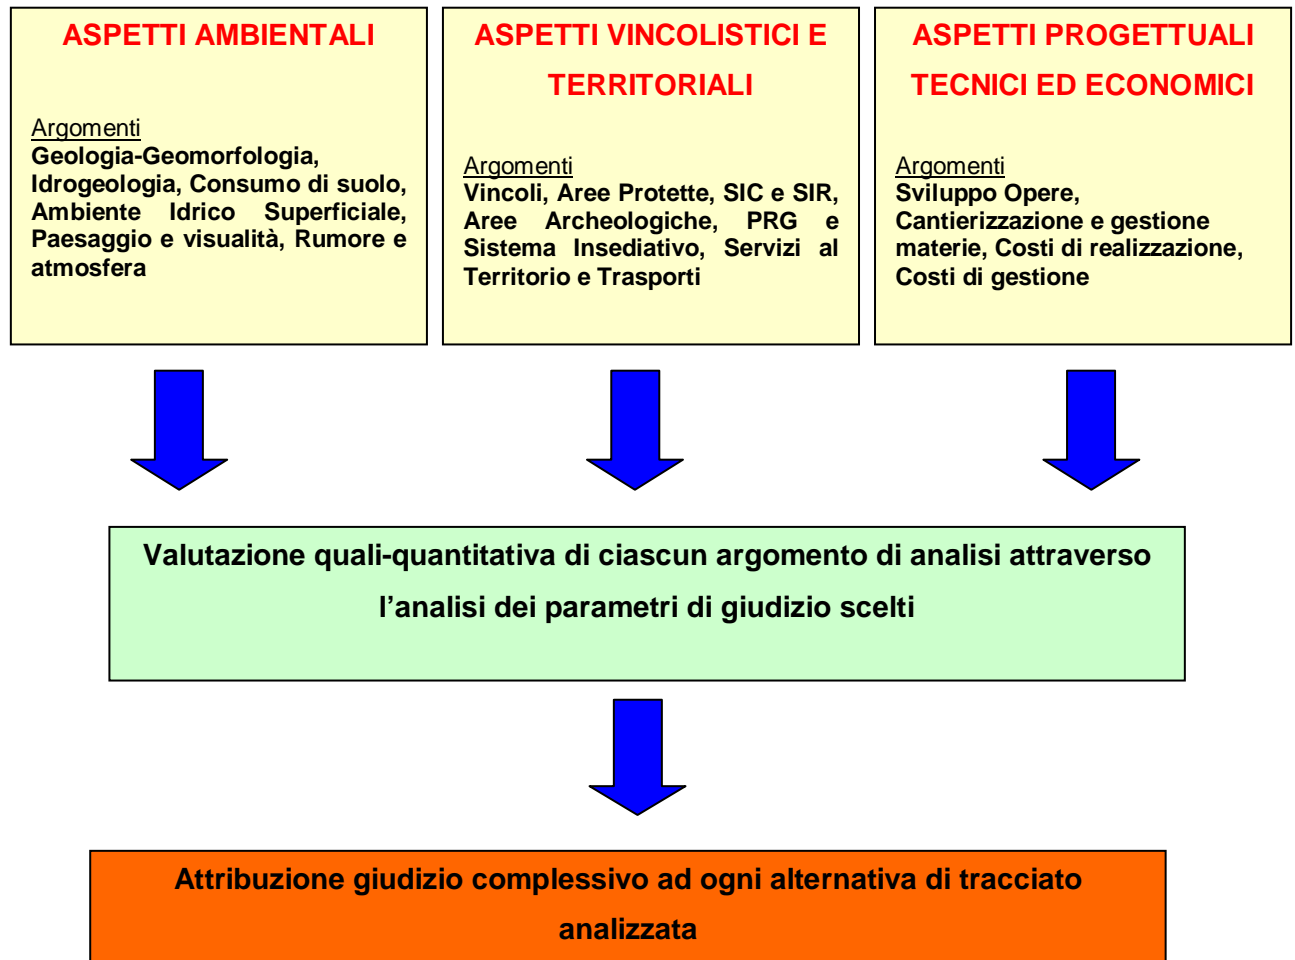 ASPETTI AMBIENTALI
Argomenti
Geologia-Geomorfologia,
Idrogeologia, Consumo di suolo,
Ambiente Idrico Superficiale,
Paesaggio e visualità, Rumore e
atmosfera
ASPETTI VINCOLISTICI E
TERRITORIALI
Argomenti
Vincoli, Aree Protette, SIC e SIR,
Aree Archeologiche, PRG e
Sistema Insediativo, Servizi al
Territorio e Trasporti
ASPETTI PROGETTUALI
TECNICI ED ECONOMICI
Argomenti
Sviluppo Opere,
Cantierizzazione e gestione
materie, Costi di realizzazione,
Costi di gestione
Valutazione quali-quantitativa di ciascun argomento di analisi attraverso
l’analisi dei parametri di giudizio scelti
Attribuzione giudizio complessivo ad ogni alternativa di tracciato
analizzata